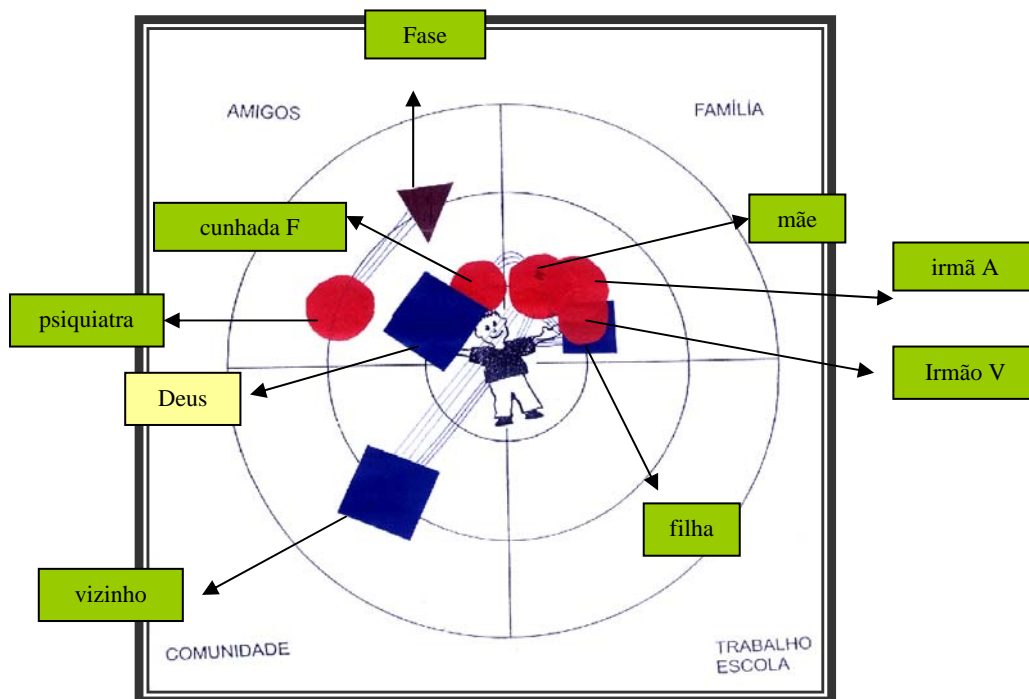 Fase
AMIGOS
FAMÍLIA
cunhada F
mãe
irmã A
psiquiatra
Irmão V
Deus
filha
vizinho
COMUNIDADE
TRABALHO
ESCOLA